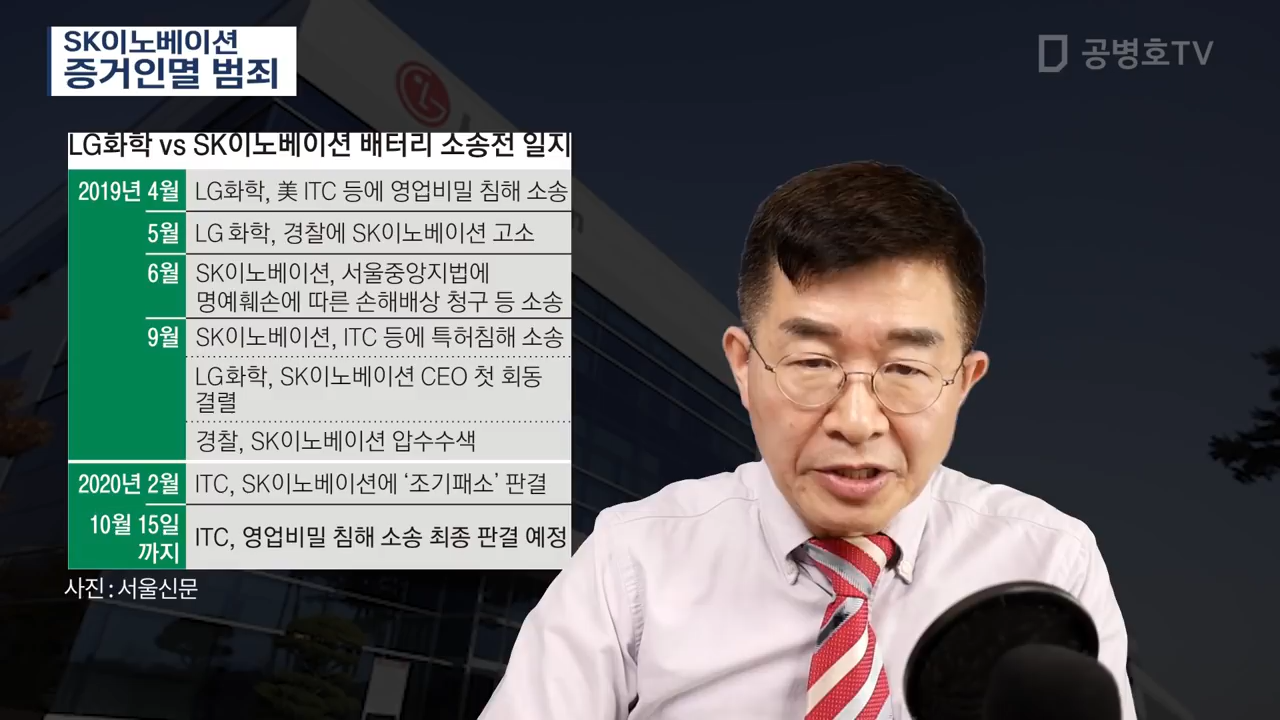 SK이노베이션
증거인멸 범죄
공병호TV
LG화학 vs SK이노베이션 배터리 소송전 일지
2019년 4월 LG화학, 美 ITC 등에 영업비밀 침해 소송
5월 LG 화학, 경찰에 SK이노베이션 고소
6월 SK이노베이션, 서울중앙지법에
명예훼손에 따른 손해배상 청구 등 소송
9월 SK이노베이션, ITC 등에 특허침해 소송
LG화학, SK이노베이션 CEO 첫 회동
결렬
경찰, SK이노베이션 압수수색
2020년 2월 ITC, SK이노베이션에 ‘조기패소’ 판결
10월 15일
까지
ITC, 영업비밀 침해 소송 최종 판결 예정
사진 : 서울신문